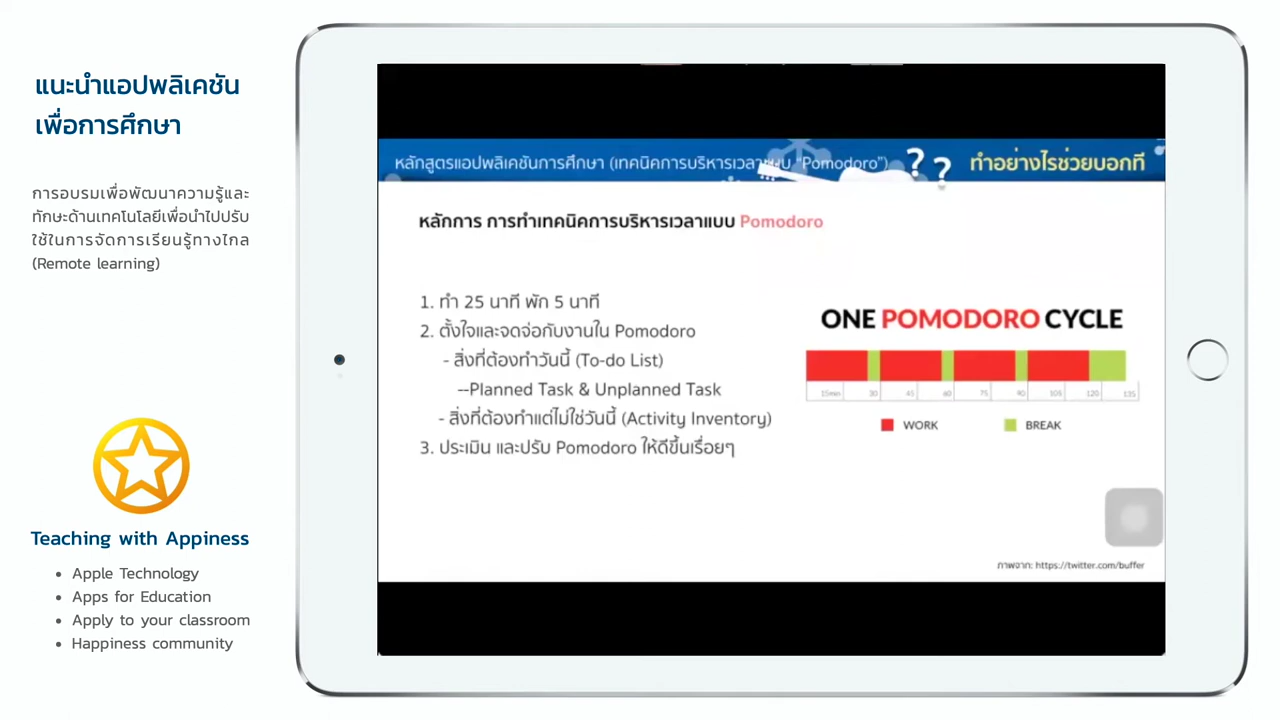 แนะนำแอปพลิเคชัน
เพื่อการศึกษา
การอบรมเพื่อพัฒนาความรู้และ
ทักษะด้านเทคโนโลยีเพื่อนำไปปรับ
ใช้ในการจัดการเรียนรู้ทางไกล
(Remote learning)
Teaching with Appiness
• Apple Technology
• Apps for Education
• Apply to your classroom
• Happiness community
หลักสูตรแอปพลิเคชันการศึกษา (เทคนิคการบริหารเวลาแบบ "Pomodoro")
? ? ทำอย่างไรช่วยบอกที
หลักการ การทำเทคนิคการบริหารเวลาแบบ Pomodoro
1. ทำ 25 นาที พัก 5 นาที
2. ตั้งใจและจดจ่อกับงานใน Pomodoro
- สิ่งที่ต้องทำวันนี้ (To-do List)
--Planned Task & Unplanned Task
- สิ่งที่ต้องทำแต่ไม่ใช่วันนี้ (Activity Inventory)
3. ประเมิน และปรับ Pomodoro ให้ดีขึ้นเรื่อยๆ
ONE POMODORO CYCLE
15min 30 45 60 75 90 105 120 135
WORK BREAK
ภาพจาก: https://twitter.com/buffer